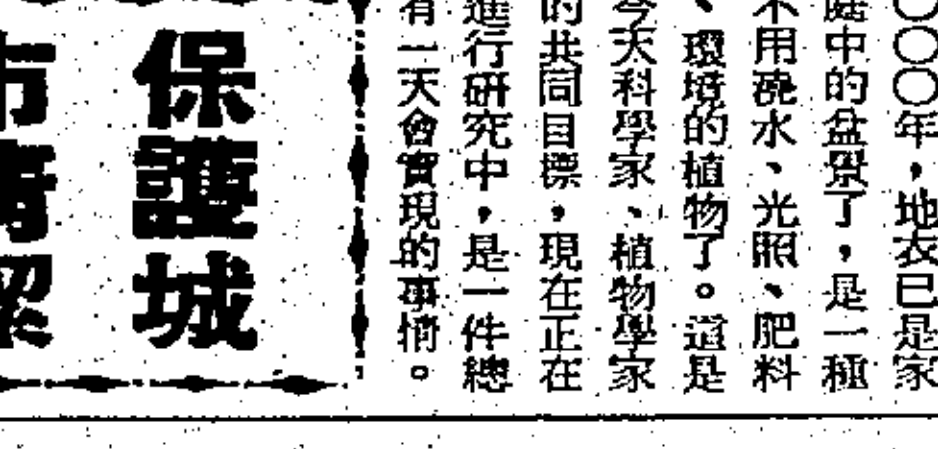 〇〇〇年，地衣已是家
庭中的盆景了，是一種
不用澆水、光照、肥料
、環境的植物了。這是
今天科學家、植物學家
的共同目標，現在正在
進行研究中，是一件總
有一天會實現的事情。
保護城
市清潔